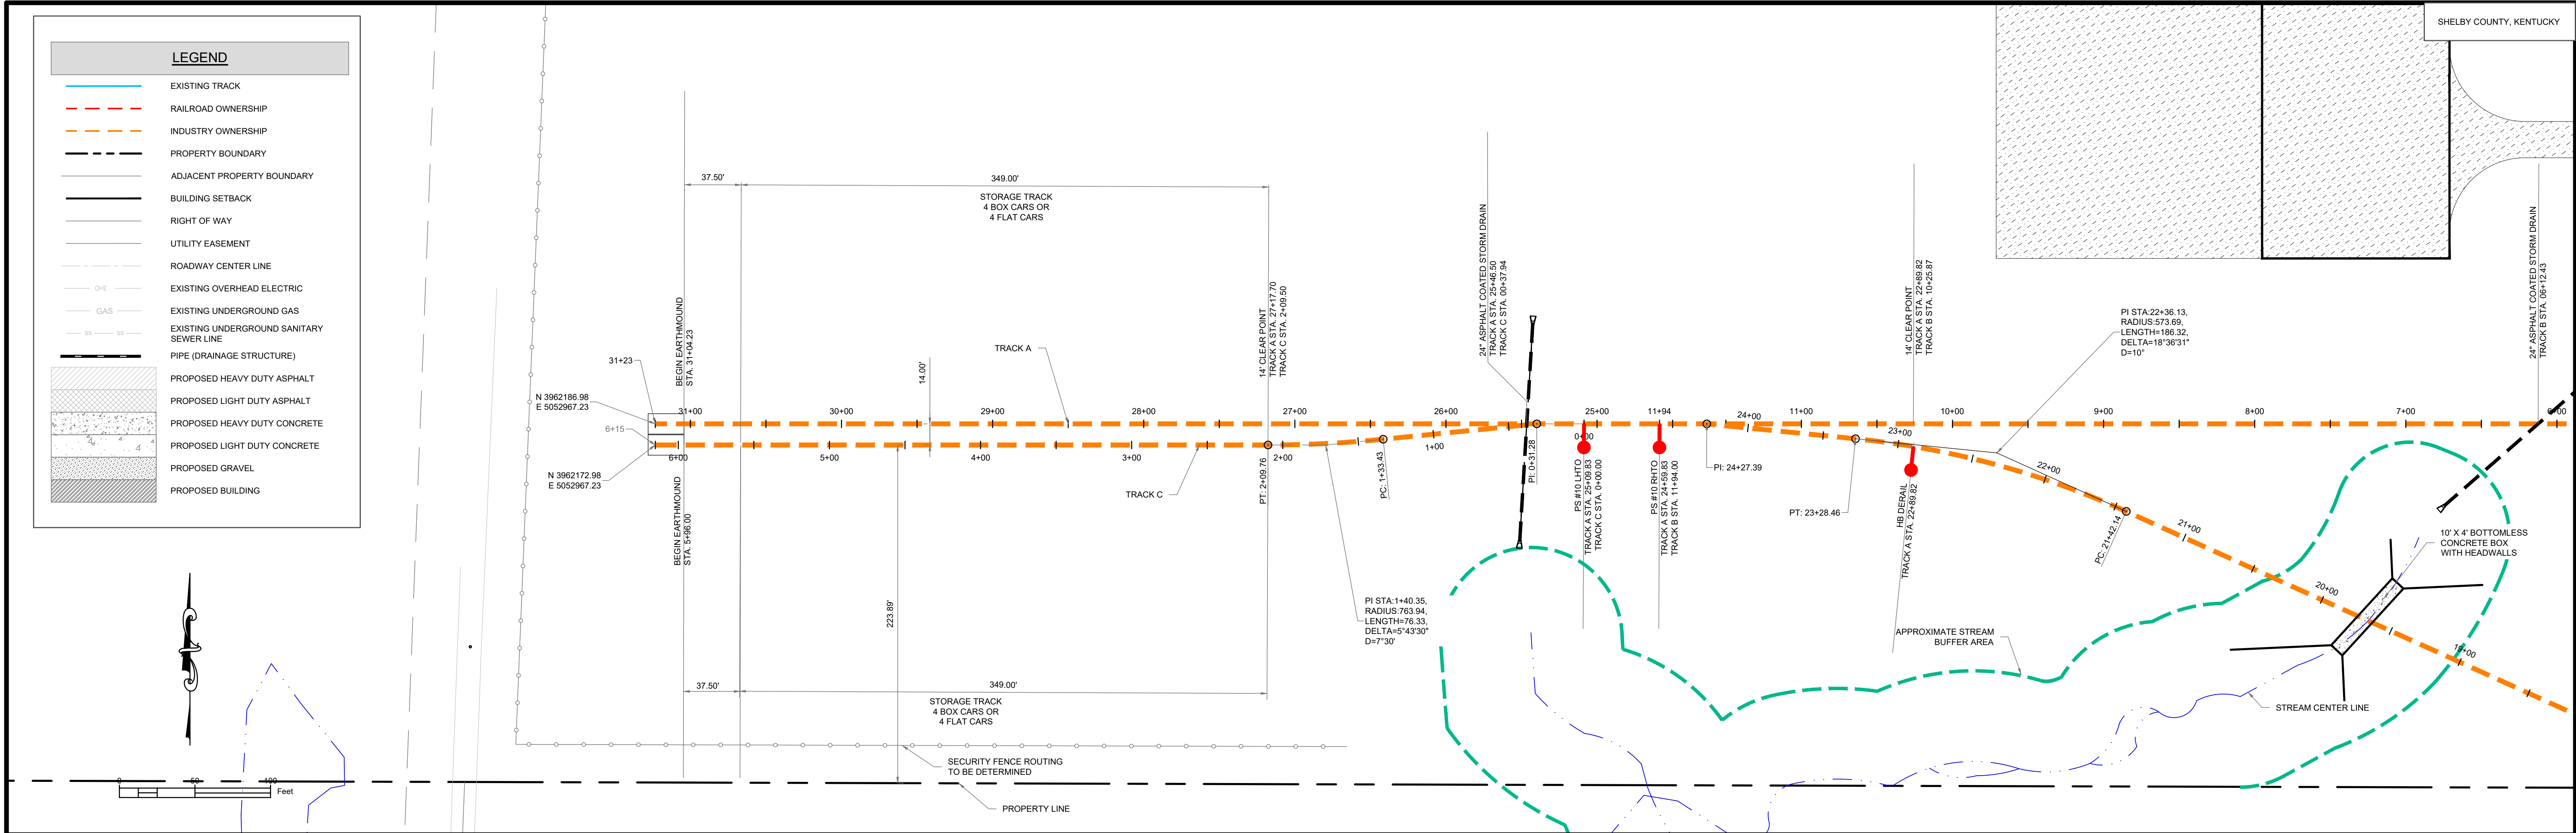 SHELBY COUNTY, KENTUCKY
LEGEND
EXISTING TRACK
RAILROAD OWNERSHIP
INDUSTRY OWNERSHIP
PROPERTY BOUNDARY
ADJACENT PROPERTY BOUNDARY
BUILDING SETBACK
RIGHT OF WAY
UTILITY EASEMENT
ROADWAY CENTER LINE
OHE
EXISTING OVERHEAD ELECTRIC
GAS
EXISTING UNDERGROUND GAS
SS SS
EXISTING UNDERGROUND SANITARY
SEWER LINE
PIPE (DRAINAGE STRUCTURE)
PROPOSED HEAVY DUTY ASPHALT
PROPOSED LIGHT DUTY ASPHALT
PROPOSED HEAVY DUTY CONCRETE
PROPOSED LIGHT DUTY CONCRETE
PROPOSED GRAVEL
PROPOSED BUILDING
0 50 100
Feet
37.50'
349.00'
STORAGE TRACK
4 BOX CARS OR
4 FLAT CARS
BEGIN EARTHMOUND
STA. 31+04.23
31+23
N 3962186.98
E 5052967.23
6+15
N 3962172.98
E 5052967.23
BEGIN EARTHMOUND
STA. 5+96.00
14.00'
TRACK A
TRACK C
223.89'
14' CLEAR POINT
TRACK A STA. 27+17.70
TRACK C STA. 2+09.50
31+00
30+00
29+00
28+00
27+00
26+00
25+00
11+94
24+00
11+00
23+00
10+00
9+00
8+00
7+00
6+00
6+00
5+00
4+00
3+00
2+00
1+00
0+00
22+00
21+00
20+00
19+00
PT: 2+09.76
PC: 1+33.43
PI: 0+31.28
24" ASPHALT COATED STORM DRAIN
TRACK A STA. 25+46.50
TRACK C STA. 00+37.94
PS #10 LHTO
TRACK A STA. 25+09.83
TRACK C STA. 0+00.00
PS #10 RHTO
TRACK A STA. 24+59.83
TRACK B STA. 11+94.00
PI: 24+27.39
PT: 23+28.46
14' CLEAR POINT
TRACK A STA. 22+89.82
TRACK B STA. 10+25.87
HB DERAIL
TRACK A STA. 22+89.82
PI STA:22+36.13,
RADIUS:573.69,
LENGTH=186.32,
DELTA=18°36'31"
D=10°
PC: 21+42.14
24" ASPHALT COATED STORM DRAIN
TRACK B STA. 06+12.43
10' X 4' BOTTOMLESS
CONCRETE BOX
WITH HEADWALLS
PI STA:1+40.35,
RADIUS:763.94,
LENGTH=76.33,
DELTA=5°43'30"
D=7°30'
APPROXIMATE STREAM
BUFFER AREA
STREAM CENTER LINE
37.50'
349.00'
STORAGE TRACK
4 BOX CARS OR
4 FLAT CARS
SECURITY FENCE ROUTING
TO BE DETERMINED
PROPERTY LINE